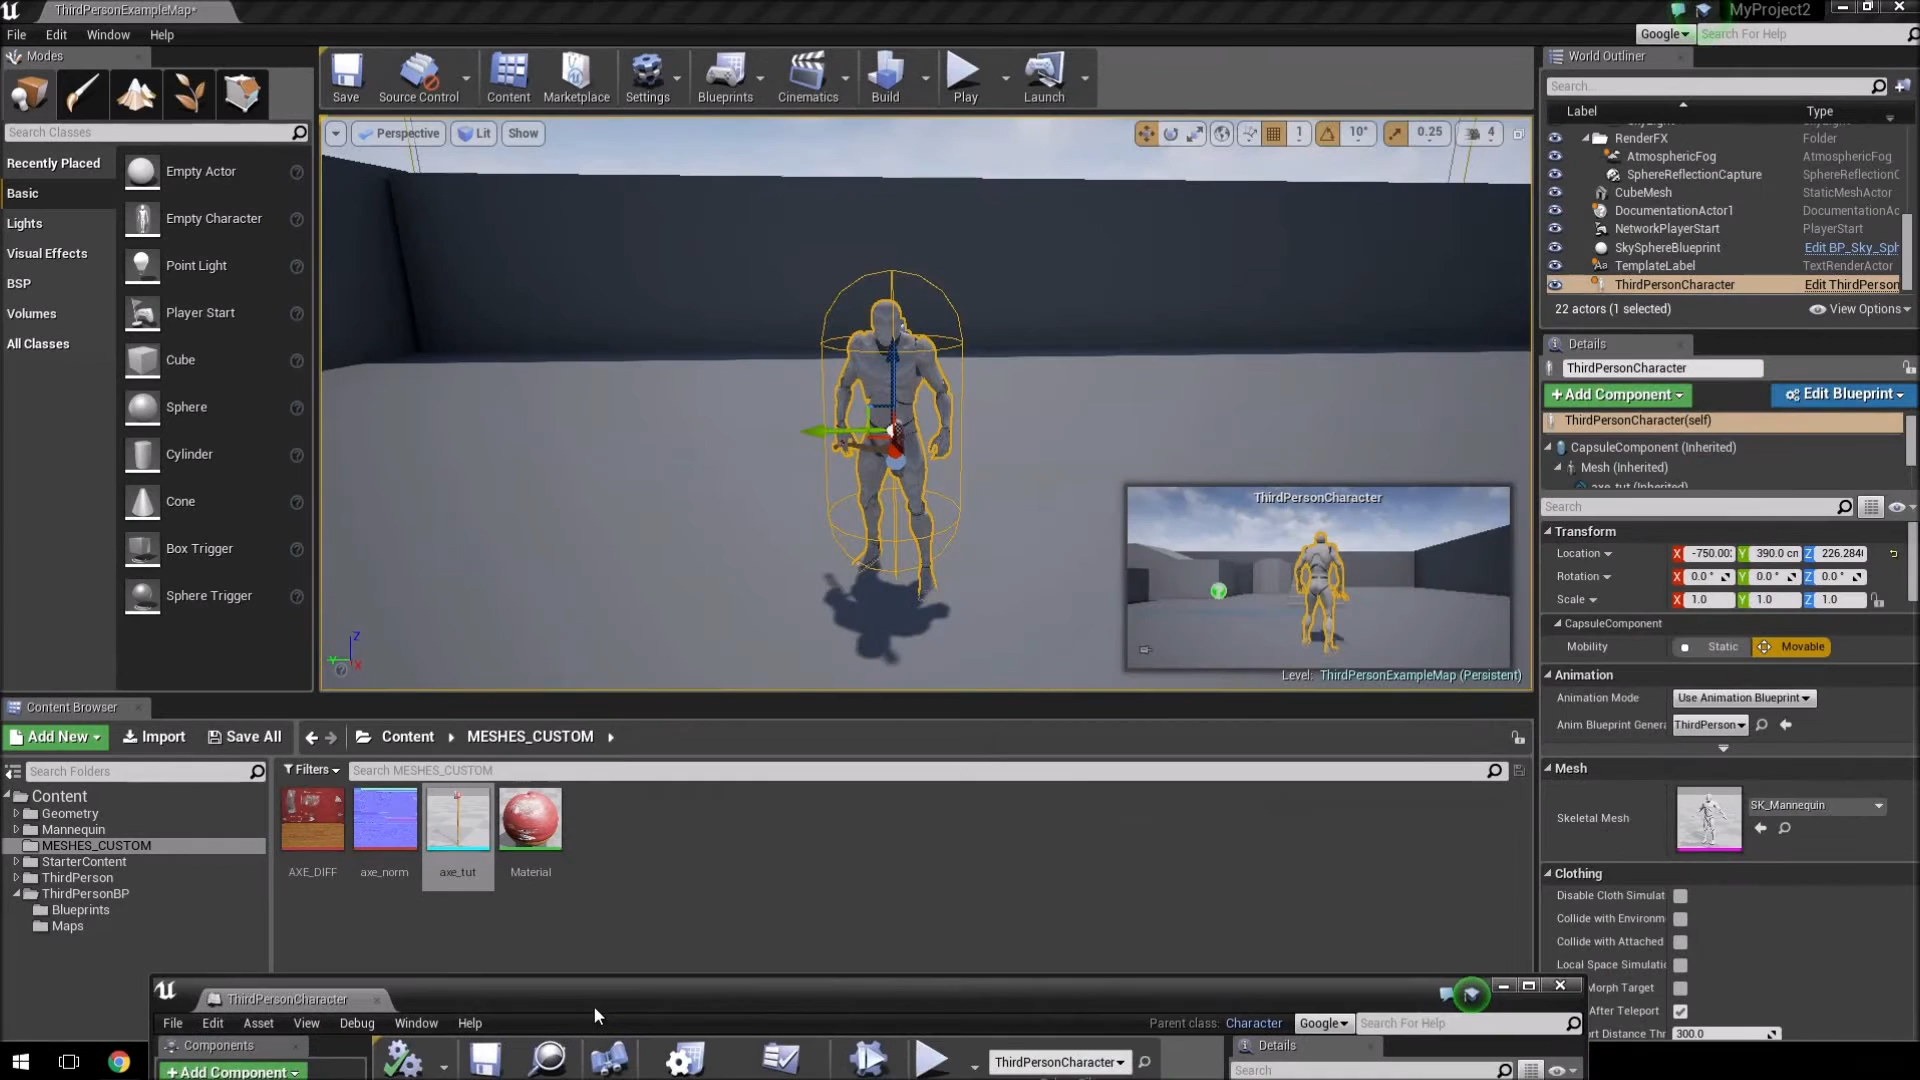 ThirdPersonExampleMap*
MyProject2
File Edit Window Help
Google Search For Help
Modes
Save Source Control Content Marketplace Settings Blueprints Cinematics Build Play Launch
World Outliner
Search...
Search Classes
Label Type
Perspective Lit Show 1 10° 0.25 4
RenderFX Folder
AtmosphericFog AtmosphericFog
SphereReflectionCapture SphereReflectionC
CubeMesh StaticMeshActor
DocumentationActor1 DocumentationAc
NetworkPlayerStart PlayerStart
SkySphereBlueprint Edit BP_Sky_Sph
TemplateLabel TextRenderActor
ThirdPersonCharacter Edit ThirdPerson
22 actors (1 selected) View Options
Recently Placed
Basic
Lights
Visual Effects
BSP
Volumes
All Classes
Empty Actor
Empty Character
Point Light
Player Start
Cube
Sphere
Cylinder
Cone
Box Trigger
Sphere Trigger
Details
ThirdPersonCharacter
+Add Component Edit Blueprint
ThirdPersonCharacter(self)
CapsuleComponent (Inherited)
Mesh (Inherited)
axe_tut (Inherited)
Search
Transform
Location X -750.00 Y 390.0 cm Z 226.284
Rotation X 0.0 ° Y 0.0 ° Z 0.0 °
Scale X 1.0 Y 1.0 Z 1.0
CapsuleComponent
Mobility Static Movable
Animation
Animation Mode Use Animation Blueprint
Anim Blueprint Genera ThirdPerson
Mesh
Skeletal Mesh SK_Mannequin
Clothing
Disable Cloth Simulat
Collide with Environm
Collide with Attached
Local Space Simulati
Morph Target
After Teleport
ort Distance Thr 300.0
ThirdPersonCharacter
Level: ThirdPersonExampleMap (Persistent)
Z
Y
X
Content Browser
Add New Import Save All Content MESHES_CUSTOM
Search Folders Filters Search MESHES_CUSTOM
Content
Geometry
Mannequin
MESHES_CUSTOM
StarterContent
ThirdPerson
ThirdPersonBP
Blueprints
Maps
AXE_DIFF axe_norm axe_tut Material
ThirdPersonCharacter
File Edit Asset View Debug Window Help Parent class: Character Google Search For Help
Components Details
+Add Component ThirdPersonCharacter Search